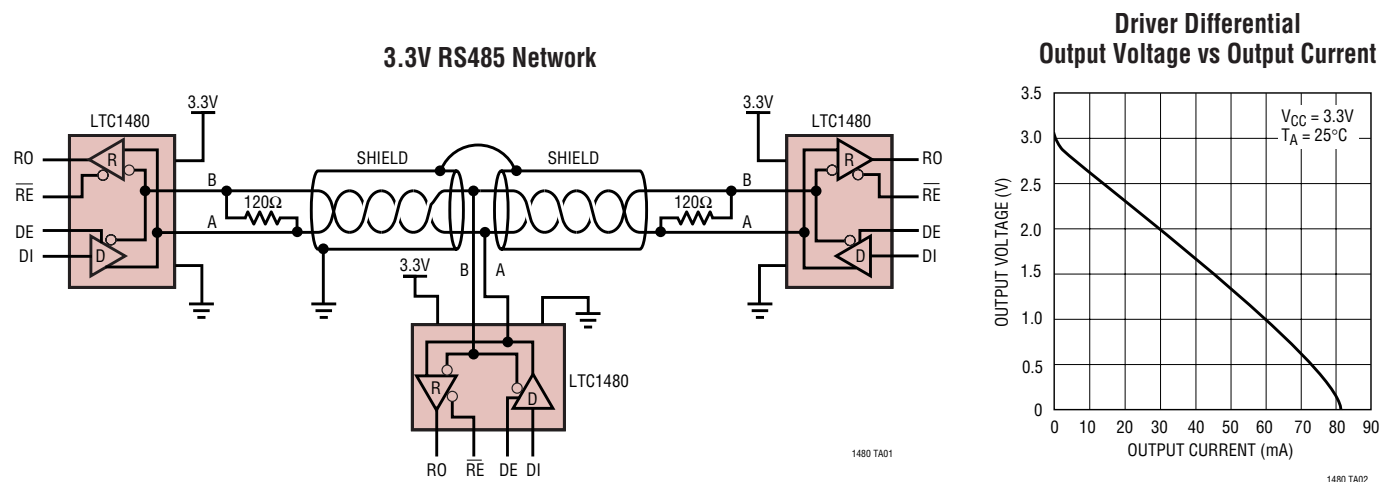 3.3V RS485 Network
LTC1480
3.3V
RO
R
RE
DE
DI
D
B
A
120Ω
SHIELD
SHIELD
B
A
120Ω
3.3V
LTC1480
R
RO
RE
DE
D
DI
3.3V
B
A
LTC1480
R
D
RO
RE
DE
DI
1480 TA01
Driver Differential
Output Voltage vs Output Current
VCC = 3.3V
TA = 25°C
OUTPUT VOLTAGE (V)
3.5
3.0
2.5
2.0
1.5
1.0
0.5
0
0 10 20 30 40 50 60 70 80 90
OUTPUT CURRENT (mA)
1480 TA02